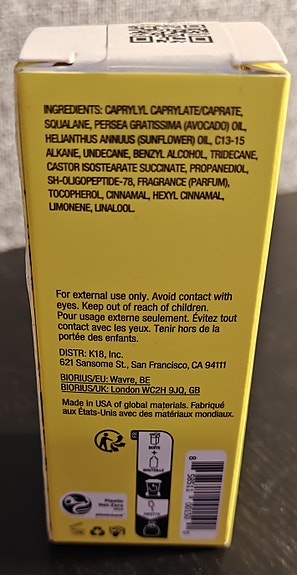 INGREDIENTS: CAPRYLYL CAPRYLATE/CAPRATE,
SQUALANE, PERSEA GRATISSIMA (AVOCADO) OIL,
HELIANTHUS ANNUUS (SUNFLOWER) OIL, C13-15
ALKANE, UNDECANE, BENZYL ALCOHOL, TRIDECANE,
CASTOR ISOSTEARATE SUCCINATE, PROPANEDIOL,
SH-OLIGOPEPTIDE-78, FRAGRANCE (PARFUM),
TOCOPHEROL, CINNAMAL, HEXYL CINNAMAL,
LIMONENE, LINALOOL.
For external use only. Avoid contact with
eyes. Keep out of reach of children.
Pour usage externe seulement. Évitez tout
contact avec les yeux. Tenir hors de la
portée des enfants.
DISTR: K18, Inc.
621 Sansome St., San Francisco, CA 94111
BIORIUS/EU: Wavre, BE
BIORIUS/UK: London WC2H 9JQ, GB
Made in USA of global materials. Fabriqué
aux États-Unis avec des matériaux mondiaux.
FR
BOÎTE
+
BOUTEILLE
Plastic